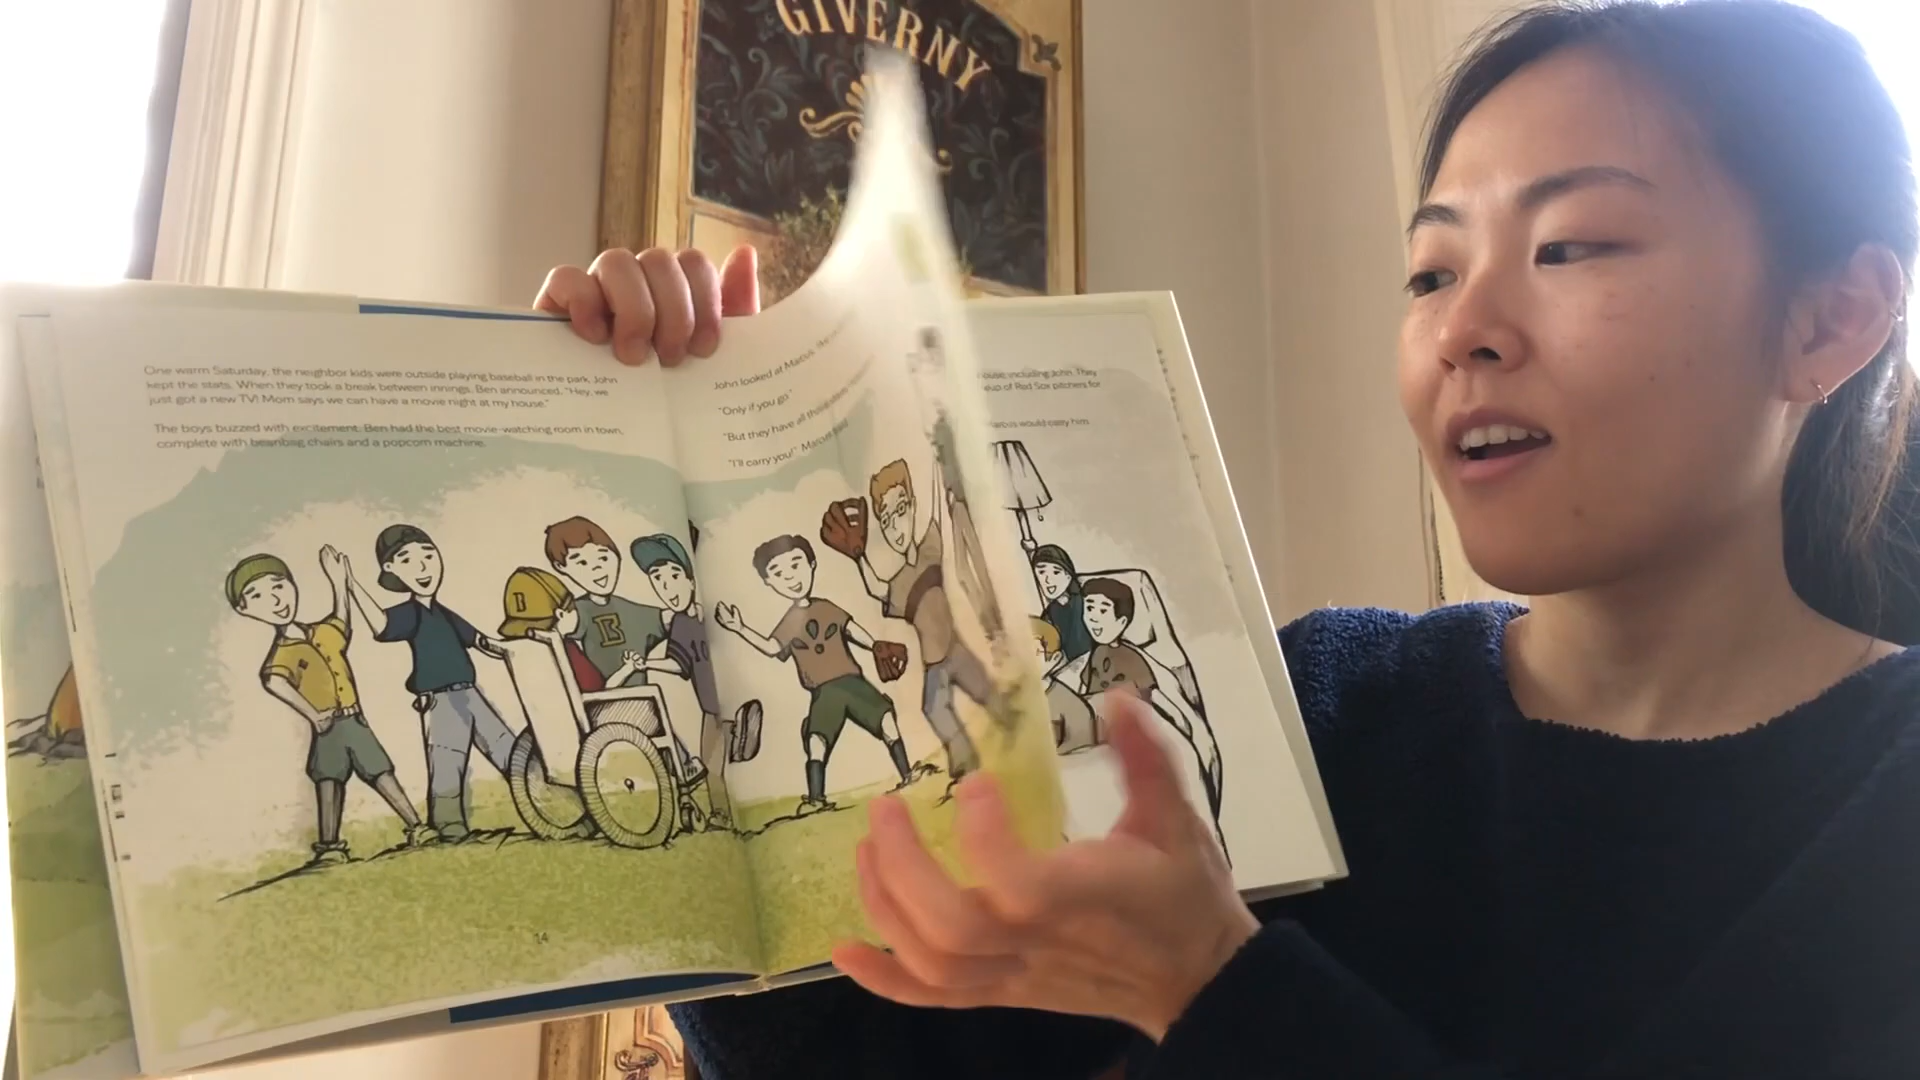 GIVERNY
One warm Saturday, the neighbor kids were outside playing baseball in the park. John
kept the stats. When they took a break between innings, Ben announced, "Hey, we
just got a new TV! Mom says we can have a movie night at my house."
The boys buzzed with excitement. Ben had the best movie-watching room in town,
complete with beanbag chairs and a popcorn machine.
John looked at Marcus.
"Only if you go"
"But they have all those
"I'll carry you!" Marcus said
house, including John. They
of Red Sox pitchers for
Marcus would carry him
B
B
10
14